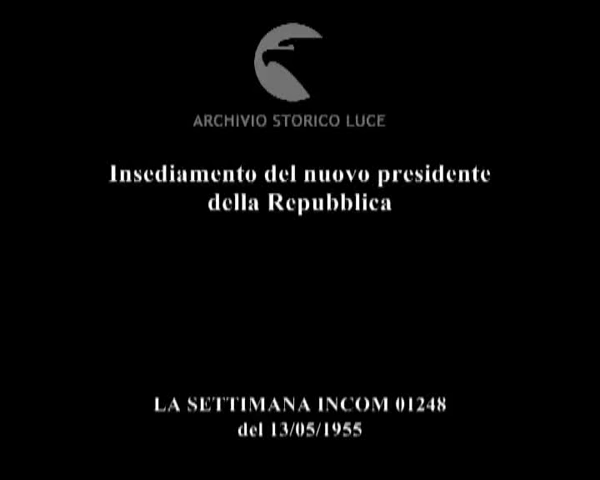 ARCHIVIO STORICO LUCE
Insediamento del nuovo presidente
della Repubblica
LA SETTIMANA INCOM 01248
del 13/05/1955